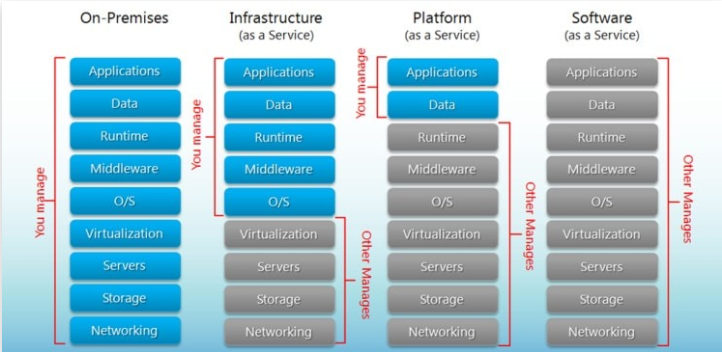 On-Premises
Infrastructure
(as a Service)
Platform
(as a Service)
Software
(as a Service)
You manage
Applications
Data
Runtime
Middleware
O/S
Virtualization
Servers
Storage
Networking
You manage
Applications
Data
Runtime
Middleware
O/S
Virtualization
Servers
Storage
Networking
Other Manages
You manage
Applications
Data
Runtime
Middleware
O/S
Virtualization
Servers
Storage
Networking
Other Manages
Applications
Data
Runtime
Middleware
O/S
Virtualization
Servers
Storage
Networking
Other Manages